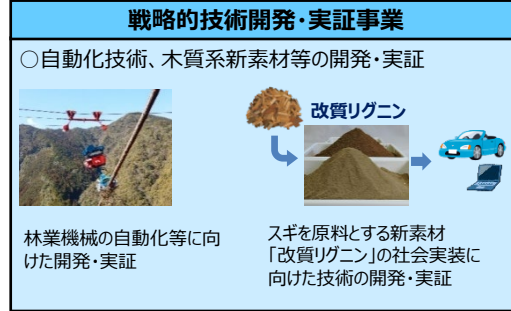 戦略的技術開発・実証事業
○自動化技術、木質系新素材等の開発・実証
改質リグニン
林業機械の自動化等に向
けた開発・実証
スギを原料とする新素材
「改質リグニン」の社会実装に
向けた技術の開発・実証